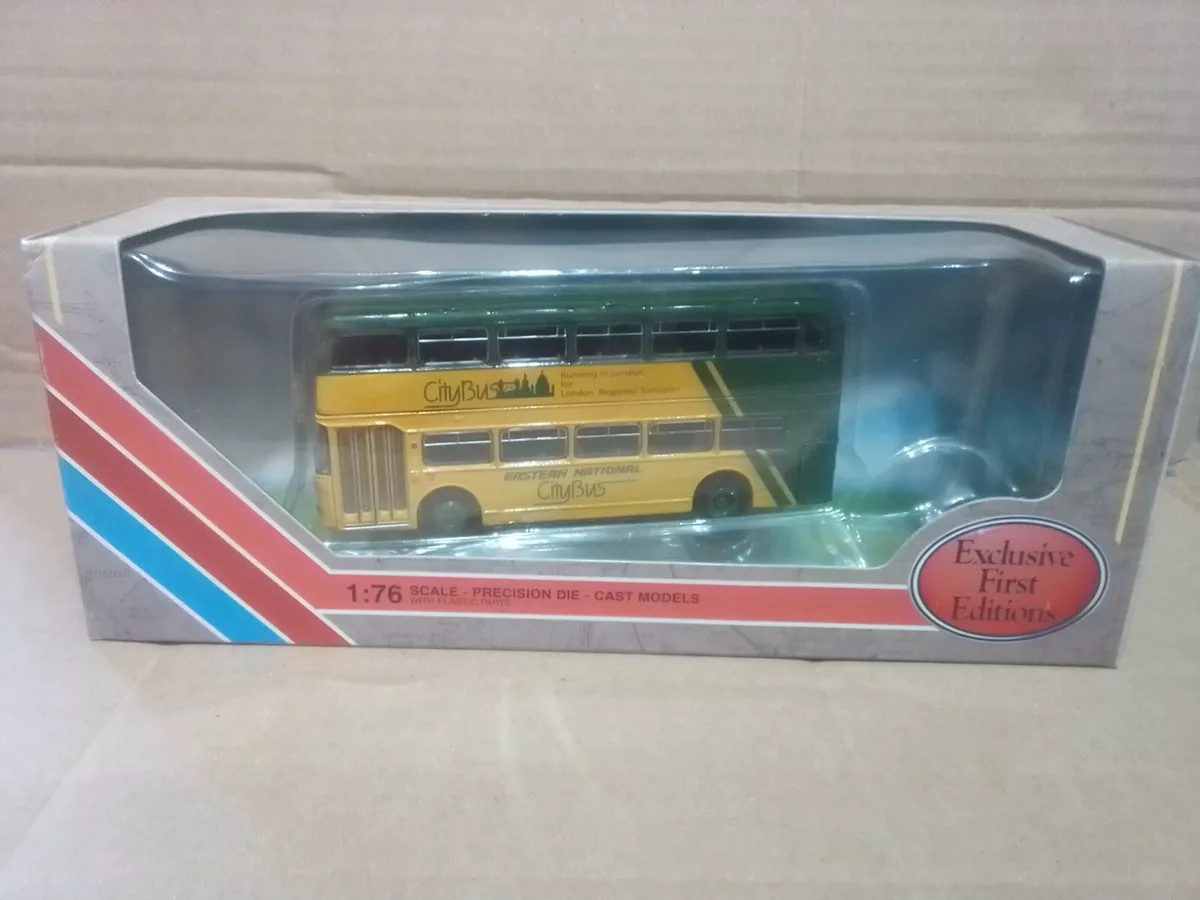 CityBus
Running in London
for
London Regional Transport
EASTERN NATIONAL
CityBus
1:76 SCALE - PRECISION DIE - CAST MODELS
WITH PLASTIC PARTS
Exclusive
First
Editions